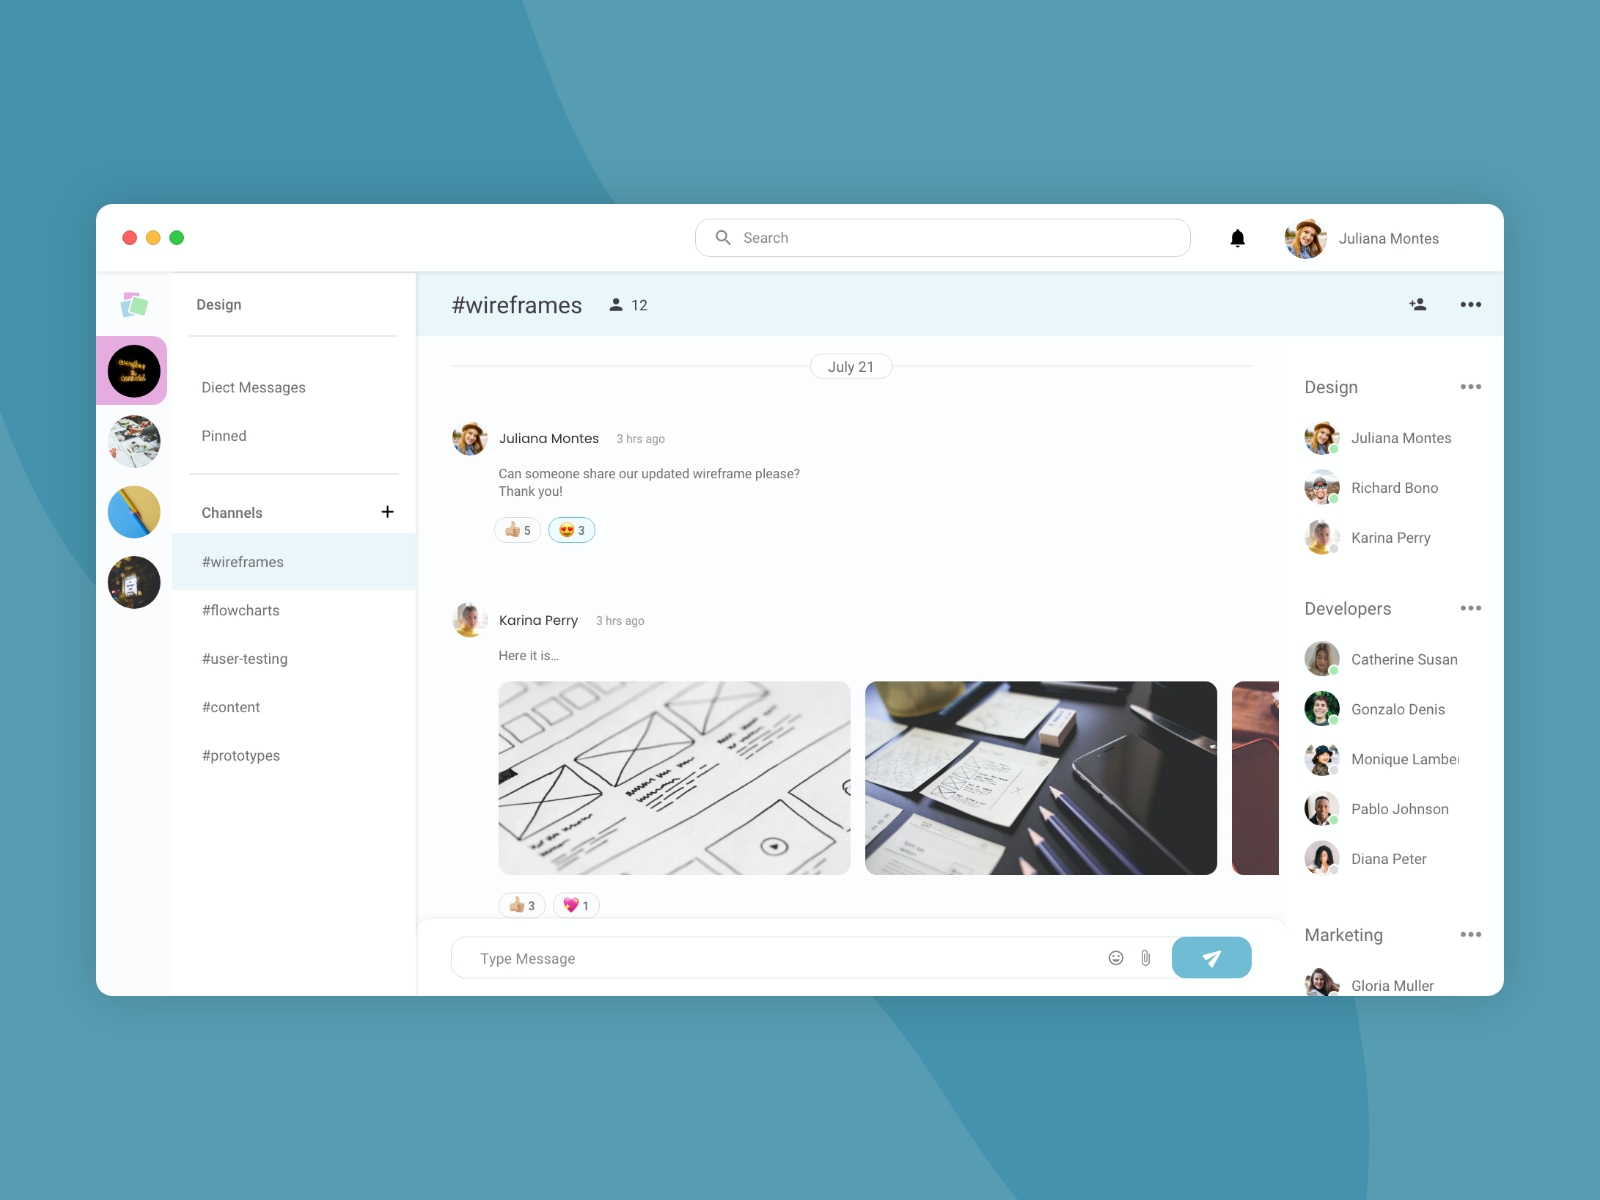 Search
Juliana Montes
Design
Diect Messages
Pinned
Channels
#wireframes
#flowcharts
#user-testing
#content
#prototypes
#wireframes
12
July 21
Juliana Montes
3 hrs ago
Can someone share our updated wireframe please?
Thank you!
5
3
Karina Perry
3 hrs ago
Here it is...
3
1
Type Message
Design
Juliana Montes
Richard Bono
Karina Perry
Developers
Catherine Susan
Gonzalo Denis
Monique Lamber
Pablo Johnson
Diana Peter
Marketing
Gloria Muller